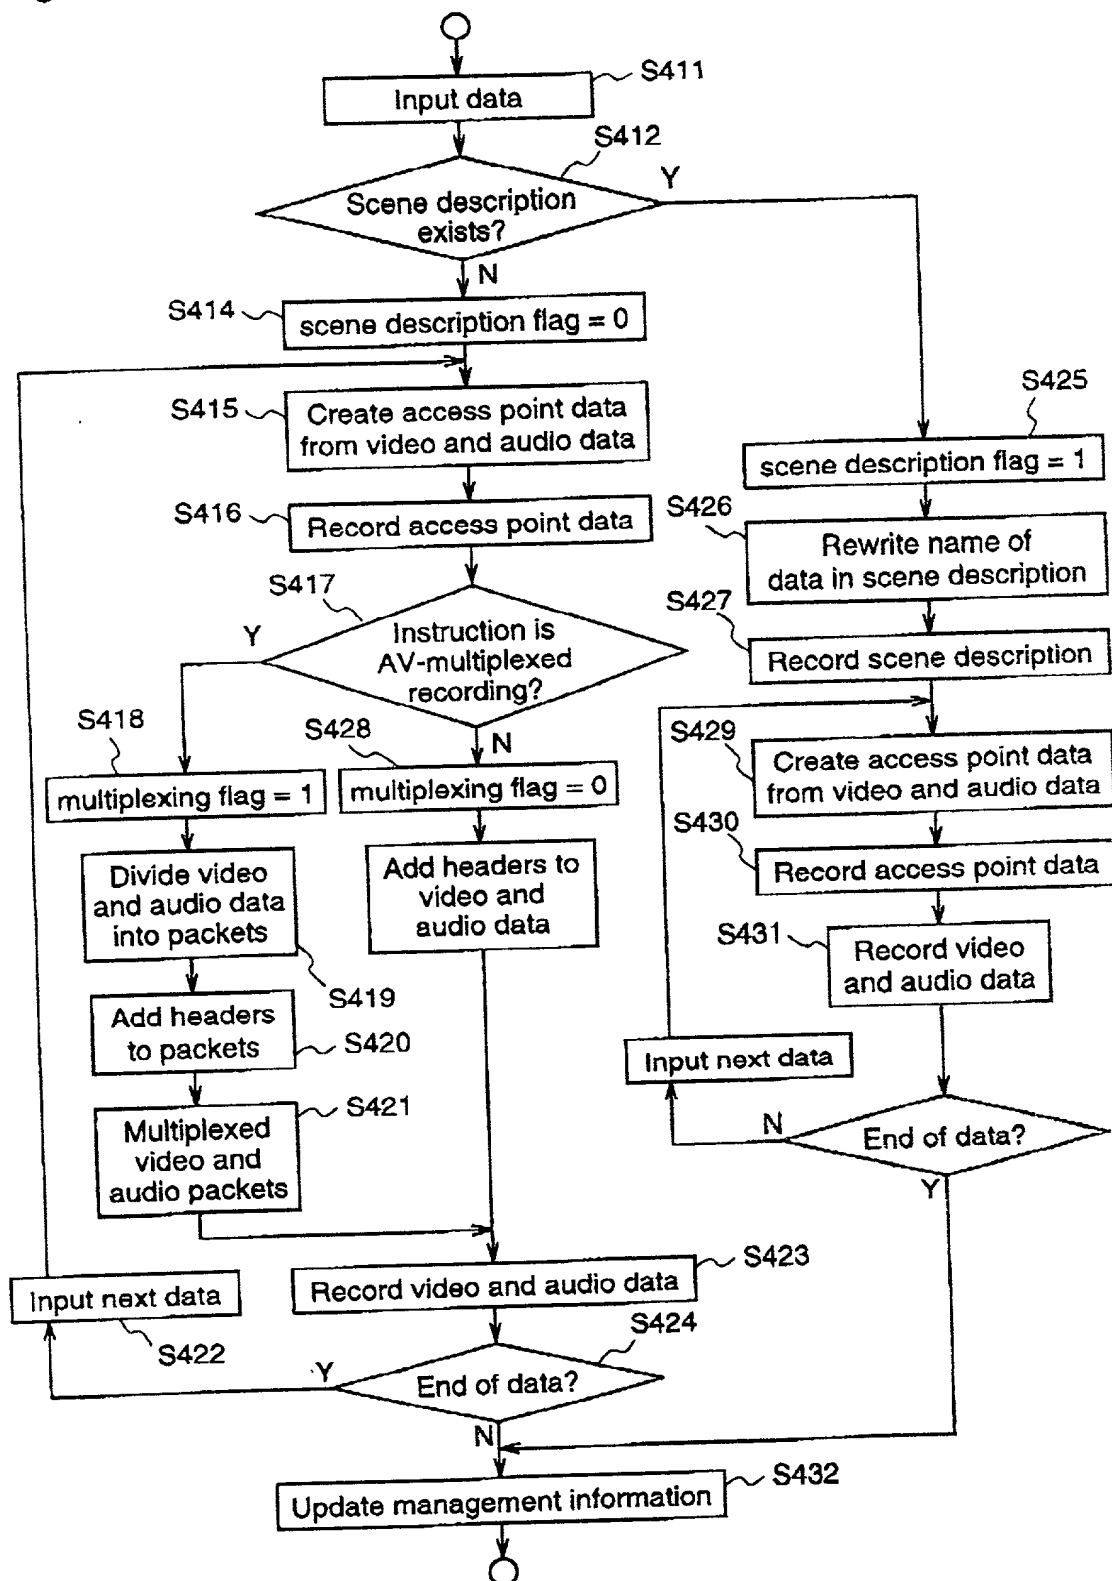 S411
Input data
S412
Scene description
exists?
Y
N
S414
scene description flag = 0
S415
Create access point data
from video and audio data
S416
Record access point data
S417
Instruction is
AV-multiplexed
recording?
Y
N
S418
multiplexing flag = 1
S428
multiplexing flag = 0
Divide video
and audio data
into packets
S419
Add headers to
video and
audio data
Add headers
to packets
S420
S421
Multiplexed
video and
audio packets
S423
Record video and audio data
Input next data
S422
S424
End of data?
Y
N
S425
scene description flag = 1
S426
Rewrite name of
data in scene description
S427
Record scene description
S429
Create access point data
from video and audio data
S430
Record access point data
S431
Record video
and audio data
Input next data
N
End of data?
Y
S432
Update management information